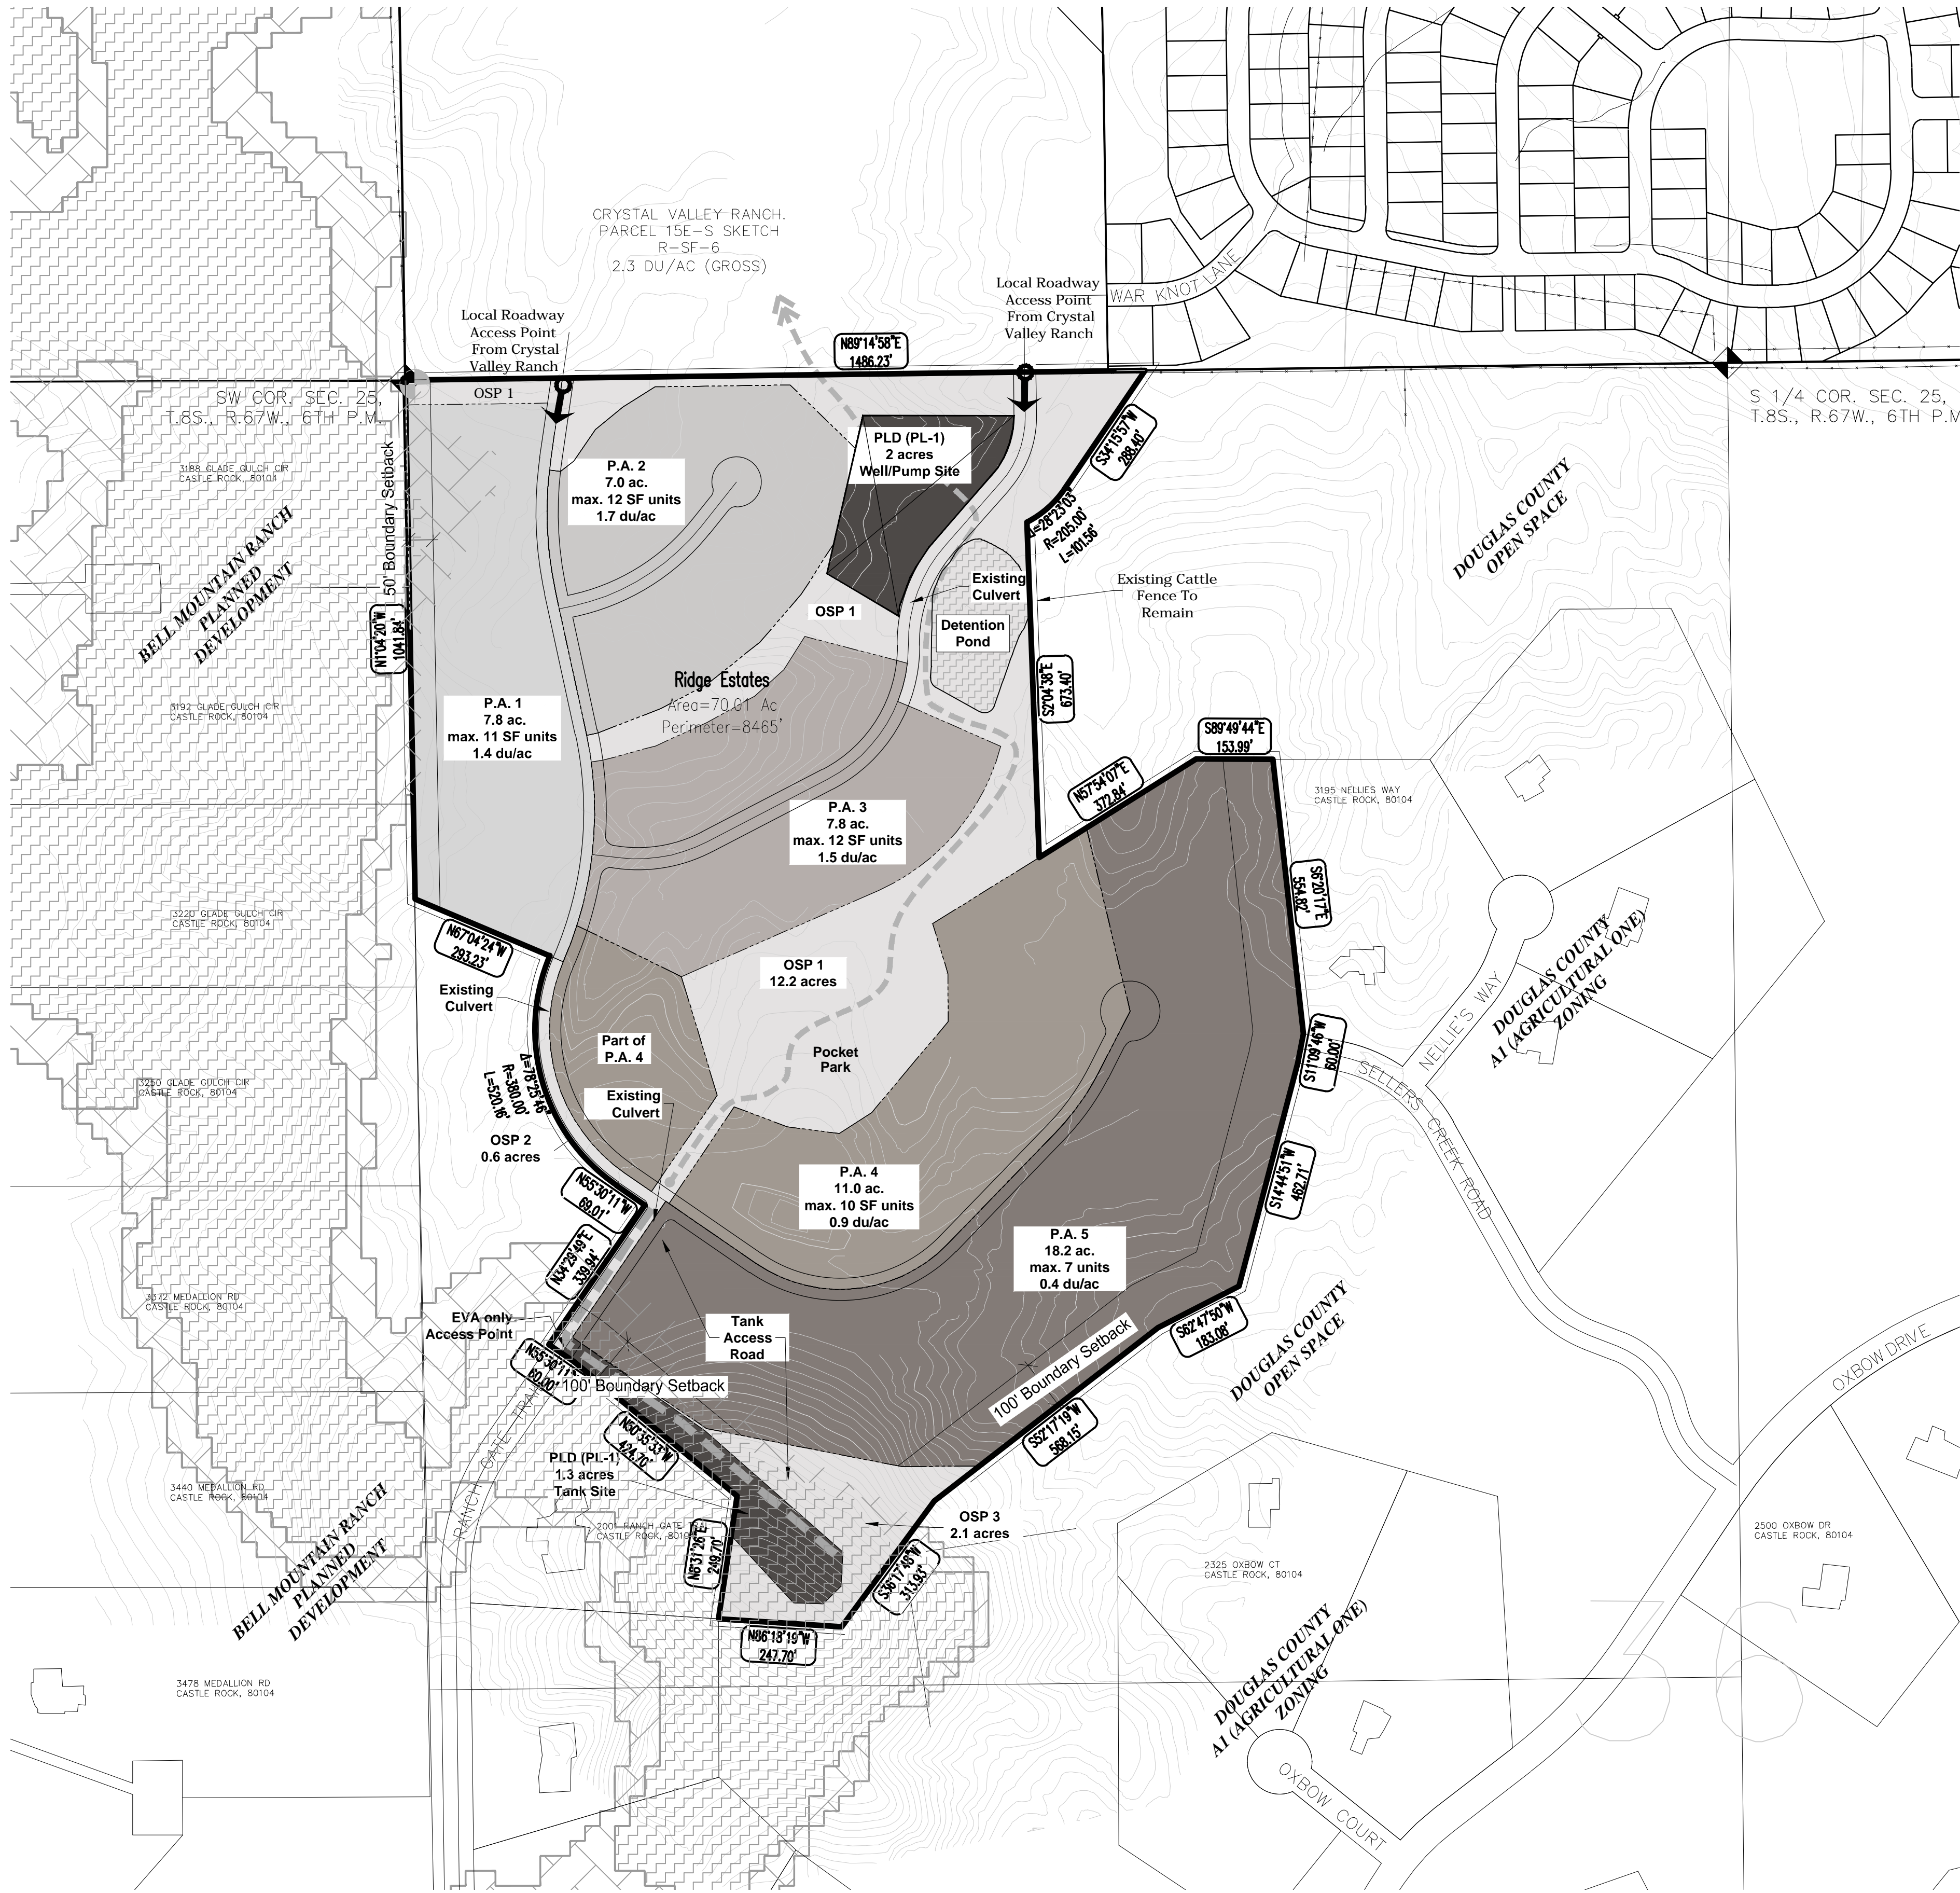 CRYSTAL VALLEY RANCH.
PARCEL 15E-S SKETCH
R-SF-6
2.3 DU/AC (GROSS)
WAR KNOT LANE
Local Roadway
Access Point
From Crystal
Valley Ranch
Local Roadway
Access Point
From Crystal
Valley Ranch
N89°14'58"E
1486.23'
OSP 1
SW COR. SEC. 25,
T.8S., R.67W., 6TH P.M.
S 1/4 COR. SEC. 25,
T.8S., R.67W., 6TH P.M
3188 GLADE GULCH CIR
CASTLE ROCK, 80104
50' Boundary Setback
BELL MOUNTAIN RANCH
PLANNED
DEVELOPMENT
N1°04'20"W
1041.84'
P.A. 2
7.0 ac.
max. 12 SF units
1.7 du/ac
PLD (PL-1)
2 acres
Well/Pump Site
S34°15'57"W
288.40'
Δ=28°23'03"
R=205.00'
L=101.56'
DOUGLAS COUNTY
OPEN SPACE
Existing
Culvert
Existing Cattle
Fence To
Remain
OSP 1
Detention
Pond
Ridge Estates
Area=70.01 Ac
Perimeter=8465'
S2°04'38"E
673.40'
3192 GLADE GULCH CIR
CASTLE ROCK, 80104
P.A. 1
7.8 ac.
max. 11 SF units
1.4 du/ac
S89°49'44"E
153.99'
N57°54'07"E
372.84'
3195 NELLIES WAY
CASTLE ROCK, 80104
P.A. 3
7.8 ac.
max. 12 SF units
1.5 du/ac
S6°20'17"E
554.82'
3220 GLADE GULCH CIR
CASTLE ROCK, 80104
N67°04'24"W
293.23'
OSP 1
12.2 acres
Existing
Culvert
NELLIE'S WAY
DOUGLAS COUNTY
A1 (AGRICULTURAL ONE)
ZONING
Part of
P.A. 4
Pocket
Park
S11°09'46"W
60.00'
SELLERS CREEK ROAD
3250 GLADE GULCH CIR
CASTLE ROCK, 80104
Δ=78°25'46"
R=380.00'
L=520.16'
Existing
Culvert
OSP 2
0.6 acres
N55°30'11"W
69.01'
P.A. 4
11.0 ac.
max. 10 SF units
0.9 du/ac
S14°44'51"W
462.71'
N34°29'49"E
339.94'
P.A. 5
18.2 ac.
max. 7 units
0.4 du/ac
3372 MEDALLION RD
CASTLE ROCK, 80104
EVA only
Access Point
Tank
Access
Road
S62°47'50"W
183.08'
DOUGLAS COUNTY
OPEN SPACE
OXBOW DRIVE
N55°30'11"
60.00'
100' Boundary Setback
100' Boundary Setback
S52°17'19"W
568.15'
N50°35'33"W
424.70'
RANCH GATE TRAIL
PLD (PL-1)
1.3 acres
Tank Site
3440 MEDALLION RD
CASTLE ROCK, 80104
BELL MOUNTAIN RANCH
PLANNED
DEVELOPMENT
2001 RANCH GATE TRA
CASTLE ROCK, 80104
OSP 3
2.1 acres
N6°31'26"E
249.70'
S36°17'48"W
313.93'
2500 OXBOW DR
CASTLE ROCK, 80104
2325 OXBOW CT
CASTLE ROCK, 80104
N86°18'19"W
247.70'
3478 MEDALLION RD
CASTLE ROCK, 80104
DOUGLAS COUNTY
A1 (AGRICULTURAL ONE)
ZONING
OXBOW COURT